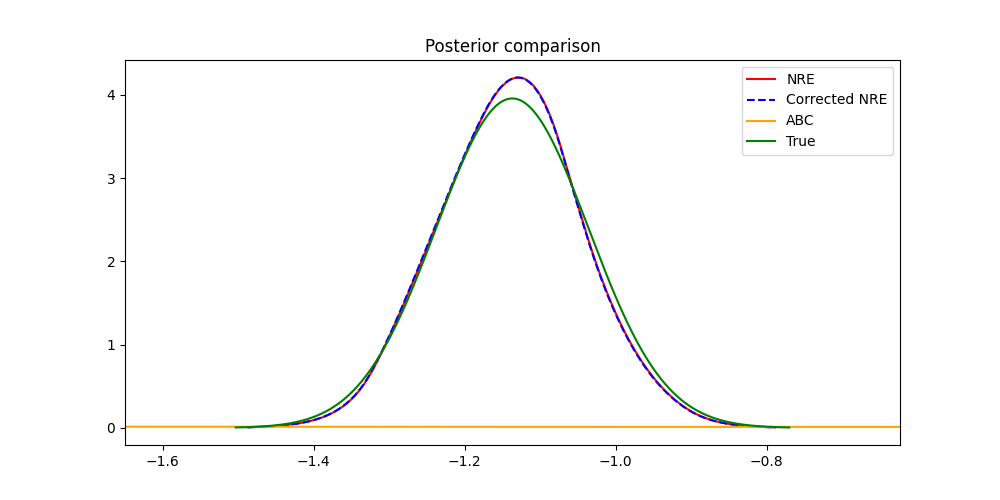 Posterior comparison
NRE
Corrected NRE
ABC
True
4
3
2
1
0
−1.6 −1.4 −1.2 −1.0 −0.8